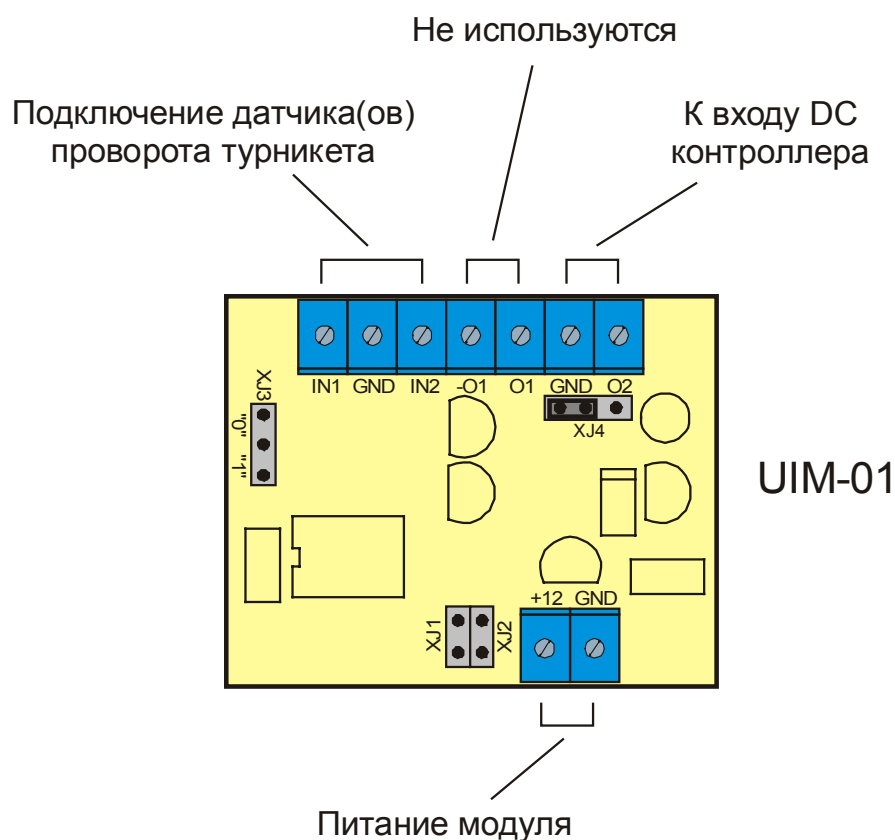 Не используются
Подключение датчика(ов)
проворота турникета
К входу DC
контроллера
IN1 GND IN2 -O1 O1 GND O2
XJ3
"0" "1"
XJ4
UIM-01
+12 GND
XJ1
XJ2
Питание модуля